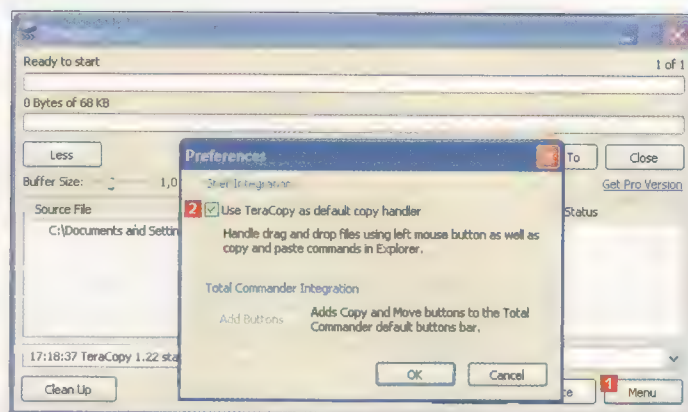 Ready to start 1 of 1
0 Bytes of 68 KB
Less To Close
Preferences
Buffer Size: 1,0 Get Pro Version
Shell Integration
Source File Status
2 Use TeraCopy as default copy handler
C:\Documents and Settin
Handle drag and drop files using left mouse button as well as
copy and paste commands in Explorer.
Total Commander Integration
Add Buttons Adds Copy and Move buttons to the Total
Commander default buttons bar.
17:18:37 TeraCopy 1.22 sta
OK Cancel
Clean Up 1 Menu